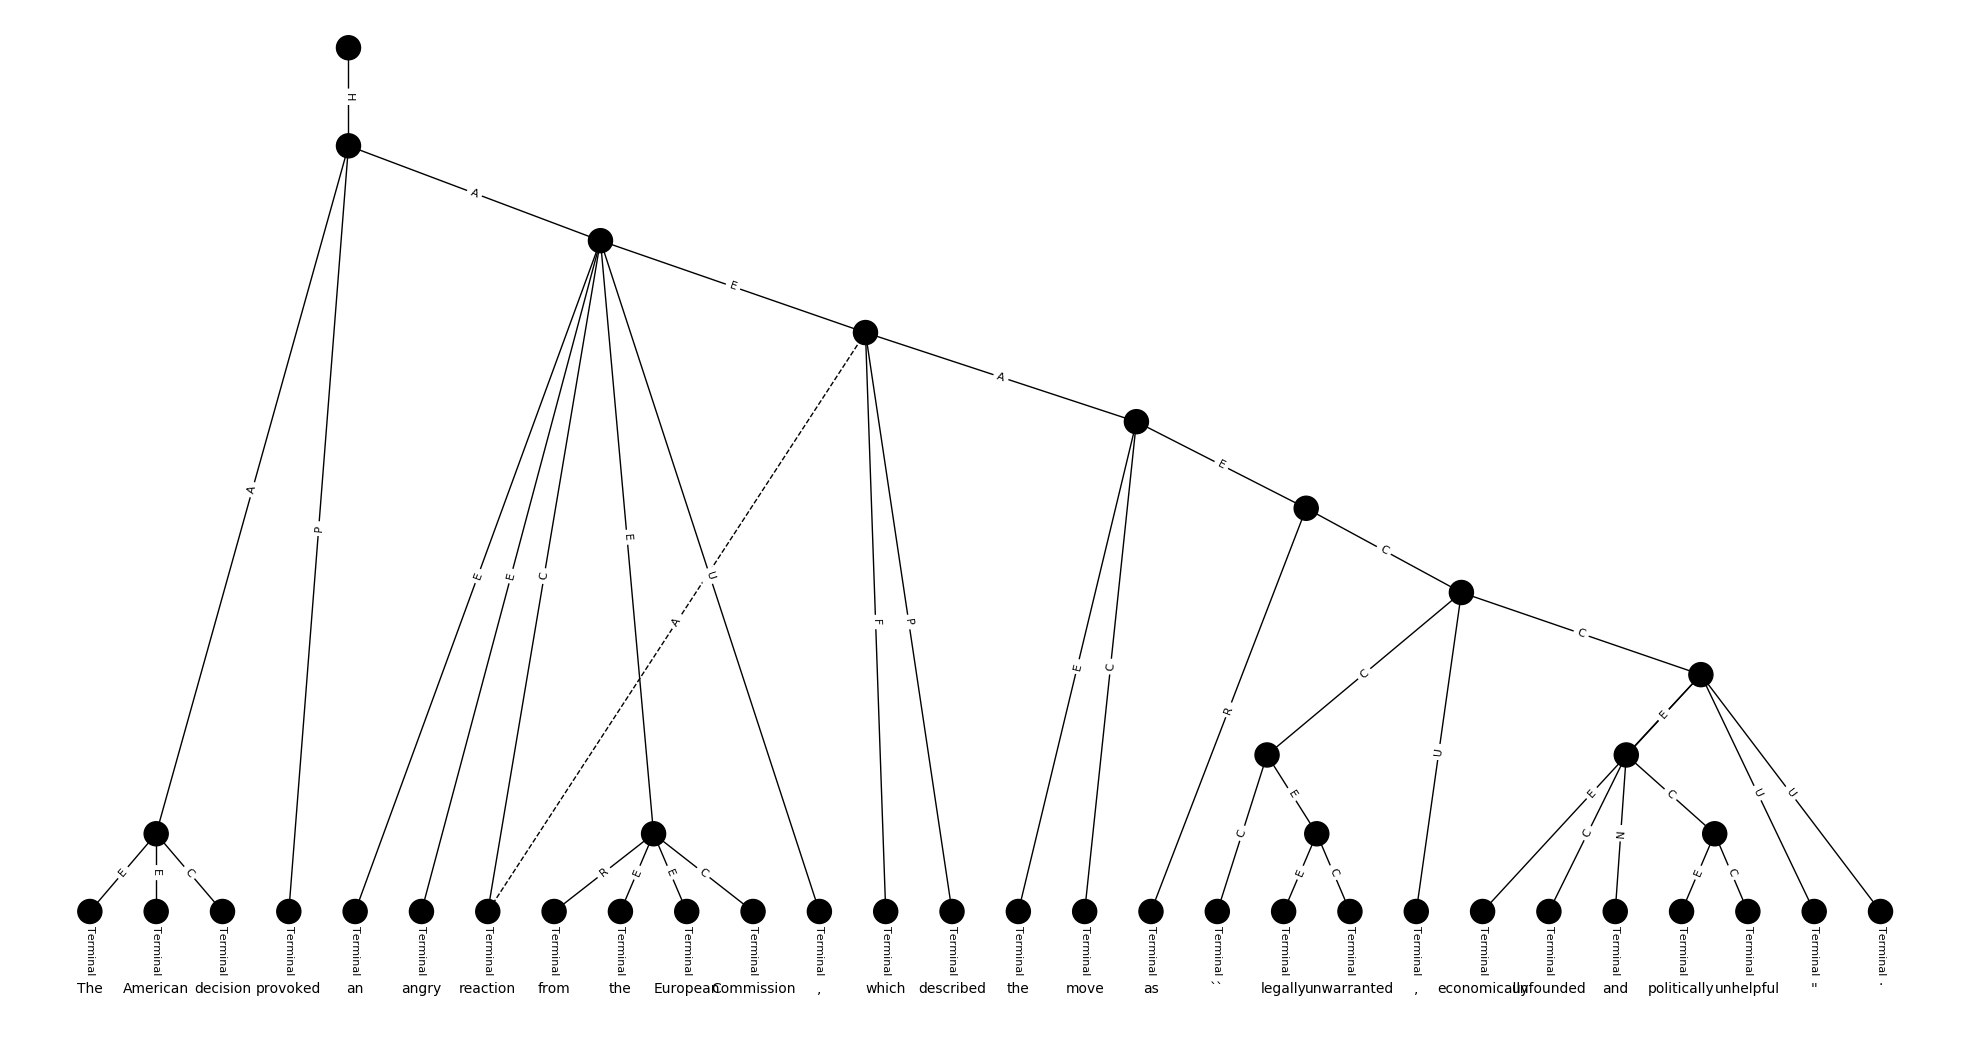 H
A
E
A
E
C
A
P
E
E
C
E
U
A
F
P
E
C
R
C
U
C
E
E
E
C
R
E
E
C
C
E
E
C
E
C
N
C
E
C
U
U
Terminal Terminal Terminal Terminal Terminal Terminal Terminal Terminal Terminal Terminal Terminal Terminal Terminal Terminal Terminal Terminal Terminal Terminal Terminal Terminal Terminal Terminal Terminal Terminal Terminal Terminal Terminal Terminal
The American decision provoked an angry reaction from the European Commission , which described the move as `` legally unwarranted , economically unfounded and politically unhelpful " .